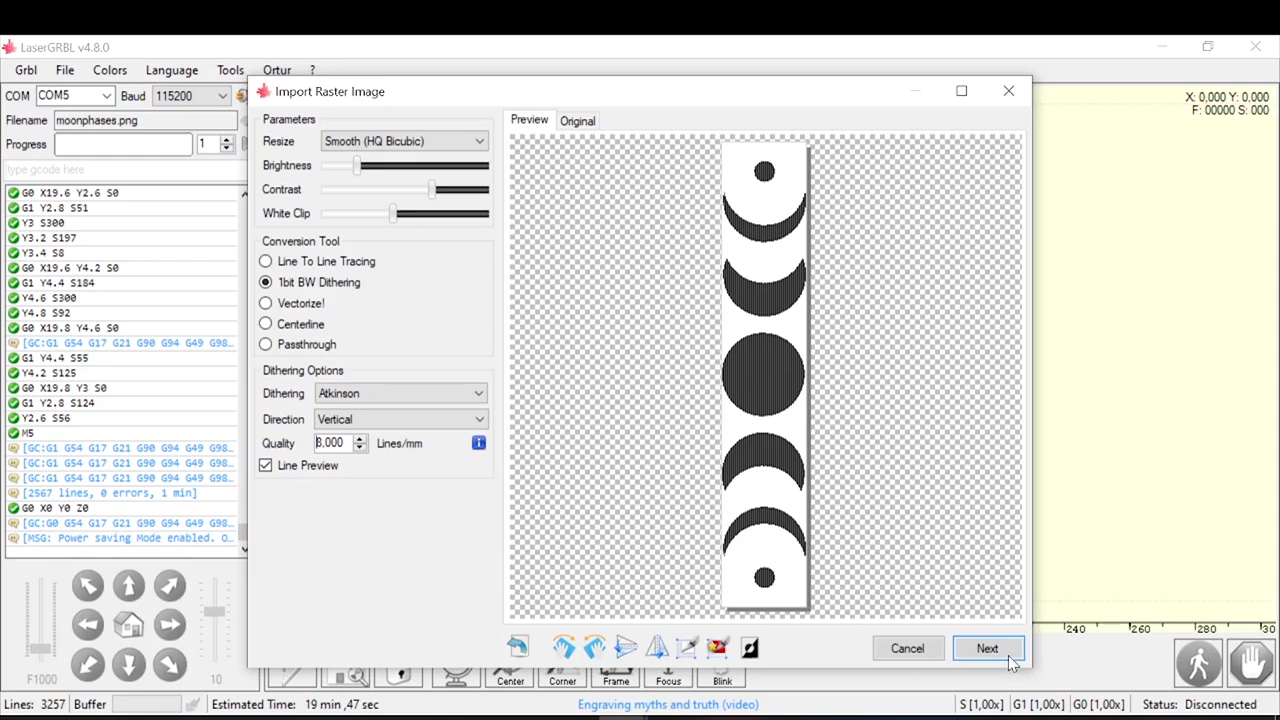 LaserGRBL v4.8.0
Grbl File Colors Language Tools Ortur ?
COM COM5 Baud 115200
Filename moonphases.png
Progress 1
type gcode here
G0 X19.6 Y2.6 S0
G1 Y2.8 S51
Y3 S300
Y3.2 S197
Y3.4 S8
G0 X19.6 Y4.2 S0
G1 Y4.4 S184
Y4.6 S300
Y4.8 S92
G0 X19.8 Y4.6 S0
[GC:G1 G54 G17 G21 G90 G94 G49 G98…
G1 Y4.4 S55
Y4.2 S125
G0 X19.8 Y3 S0
G1 Y2.8 S124
Y2.6 S56
M5
[GC:G1 G54 G17 G21 G90 G94 G49 G98…
[GC:G1 G54 G17 G21 G90 G94 G49 G98…
[GC:G1 G54 G17 G21 G90 G94 G49 G98…
[2567 lines, 0 errors, 1 min]
G0 X0 Y0 Z0
[GC:G0 G54 G17 G21 G90 G94 G49 G98…
[MSG: Power saving Mode enabled. O…
F1000
10
Import Raster Image
Parameters
Resize Smooth (HQ Bicubic)
Brightness
Contrast
White Clip
Conversion Tool
Line To Line Tracing
1bit BW Dithering
Vectorize!
Centerline
Passthrough
Dithering Options
Dithering Atkinson
Direction Vertical
Quality 8,000 Lines/mm
Line Preview
Preview Original
Cancel Next
X: 0,000 Y: 0,000
F: 00000 S: 000
240 260 280 30
Center Corner Frame Focus Blink
Lines: 3257 Buffer Estimated Time: 19 min ,47 sec Engraving myths and truth (video) S [1,00x] G1 [1,00x] G0 [1,00x] Status: Disconnected